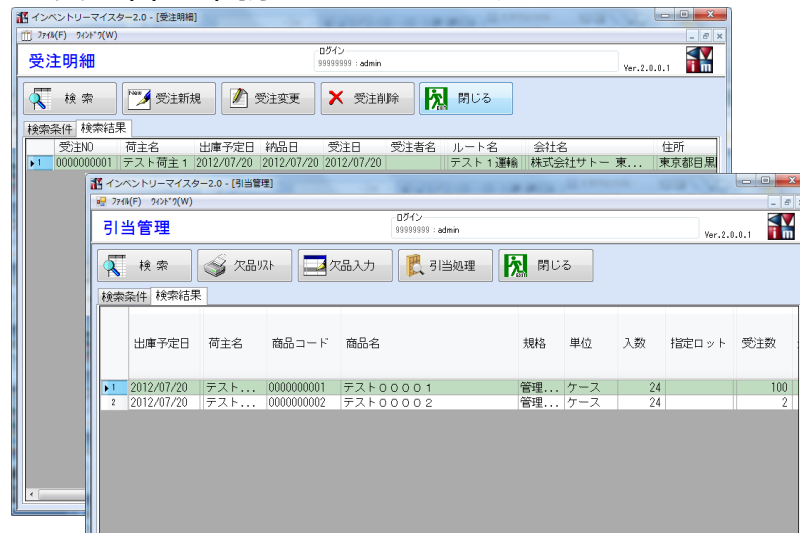 インベントリーマイスター2.0 - [受注明細]
ﾌｧｲﾙ(F) ｳｨﾝﾄﾞｳ(W)
受注明細
ログイン
99999999 : admin
Ver.2.0.0.1
im
検 索 New 受注新規 受注変更 受注削除 閉じる
検索条件 検索結果
受注NO 荷主名 出庫予定日 納品日 受注日 受注者名 ルート名 会社名 住所
1 0000000001 テスト荷主1 2012/07/20 2012/07/20 2012/07/20 テスト1運輸 株式会社サトー 東... 東京都目黒
インベントリーマイスター2.0 - [引当管理]
ﾌｧｲﾙ(F) ｳｨﾝﾄﾞｳ(W)
引当管理
ログイン
99999999 : admin
Ver.2.0.0.1
im
検 索 欠品ﾘｽﾄ 欠品入力 引当処理 閉じる
検索条件 検索結果
出庫予定日 荷主名 商品コード 商品名 規格 単位 入数 指定ロット 受注数
1 2012/07/20 テスト... 0000000001 テスト００００１ 管理... ケース 24 100
2 2012/07/20 テスト... 0000000002 テスト００００２ 管理... ケース 24 2